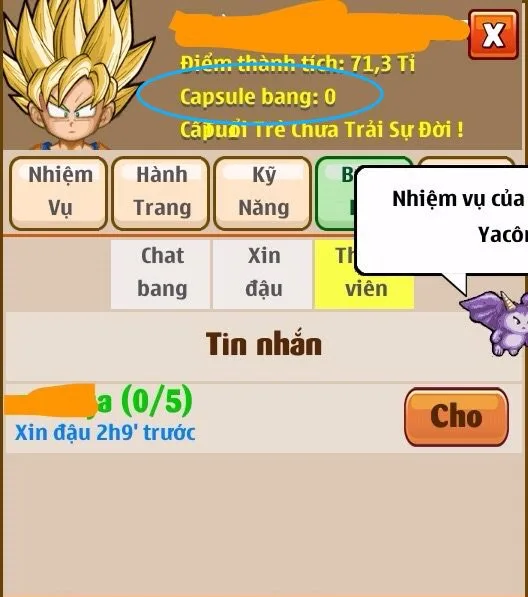 X
Điểm thành tích: 71,3 Tỉ
Capsule bang: 0
Trẻ Chưa Trải Sự Đời !
Nhiệm Vụ
Hành Trang
Kỹ Năng
Nhiệm vụ của
Chat bang
Xin đậu
viên
Tin nhắn
a (0/5)
Xin đậu 2h9' trước
Cho